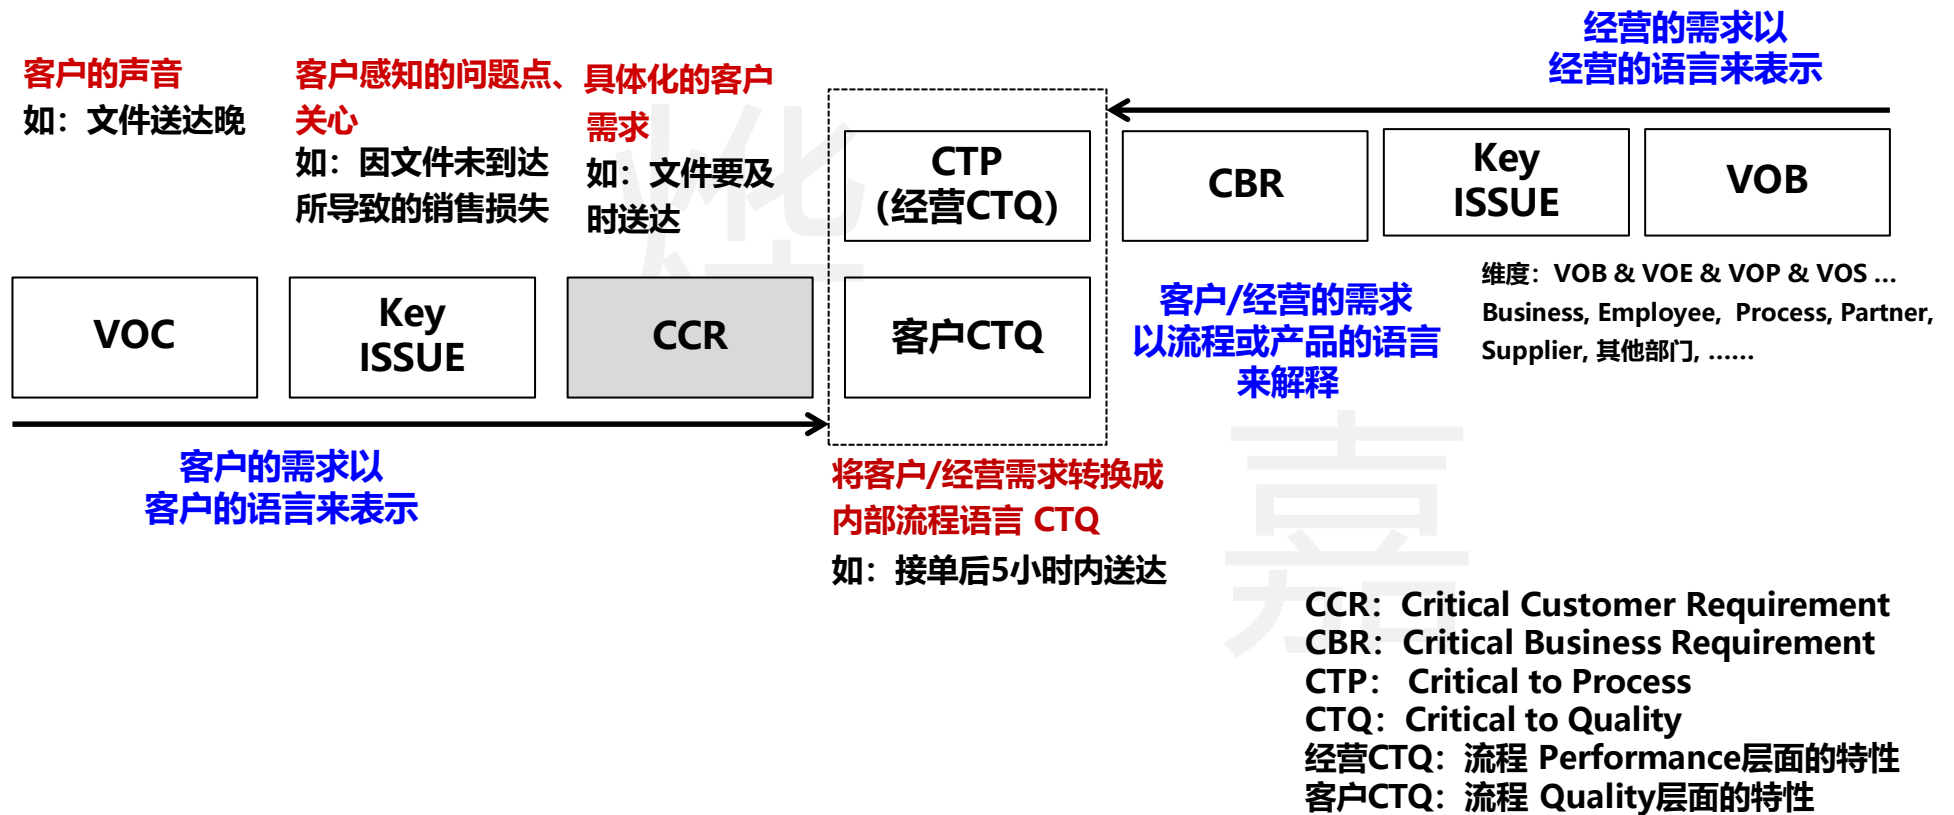 经营的需求以
经营的语言来表示
客户的声音
如：文件送达晚
客户感知的问题点、
关心
如：因文件未到达
所导致的销售损失
具体化的客户
需求
如：文件要及
时送达
CTP
(经营CTQ)
CBR
Key
ISSUE
VOB
VOC
Key
ISSUE
CCR
客户CTQ
客户/经营的需求
以流程或产品的语言
来解释
维度：VOB & VOE & VOP & VOS ...
Business, Employee, Process, Partner,
Supplier, 其他部门, ……
客户的需求以
客户的语言来表示
将客户/经营需求转换成
内部流程语言 CTQ
如：接单后5小时内送达
CCR：Critical Customer Requirement
CBR：Critical Business Requirement
CTP： Critical to Process
CTQ：Critical to Quality
经营CTQ：流程 Performance层面的特性
客户CTQ：流程 Quality层面的特性
烨
嘉